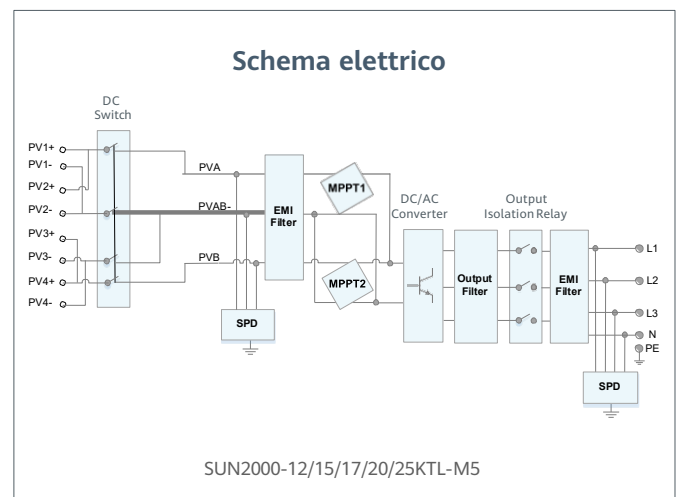 Schema elettrico
DC
Switch
PV1+
PV1-
PV2+
PV2-
PV3+
PV3-
PV4+
PV4-
PVA
PVAB-
PVB
EMI
Filter
SPD
MPPT1
MPPT2
DC/AC
Converter
Output
Filter
Output
Isolation Relay
EMI
Filter
L1
L2
L3
N
PE
SPD
SUN2000-12/15/17/20/25KTL-M5